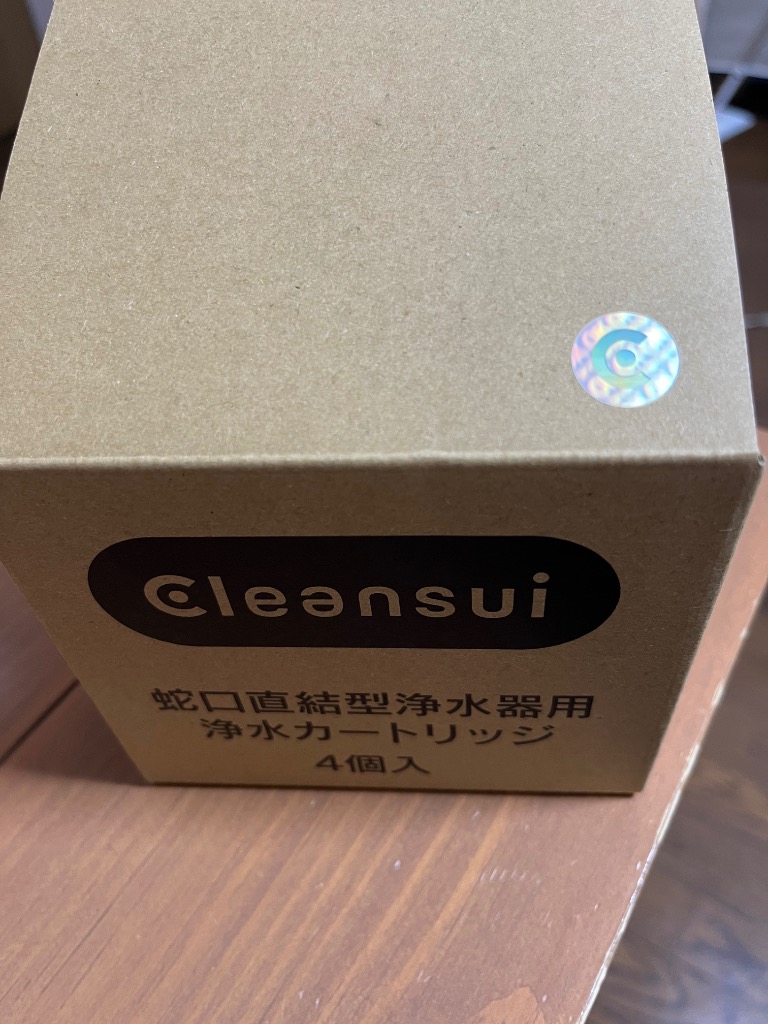 Cleansui
蛇口直結型浄水器用
浄水カートリッジ
4個入